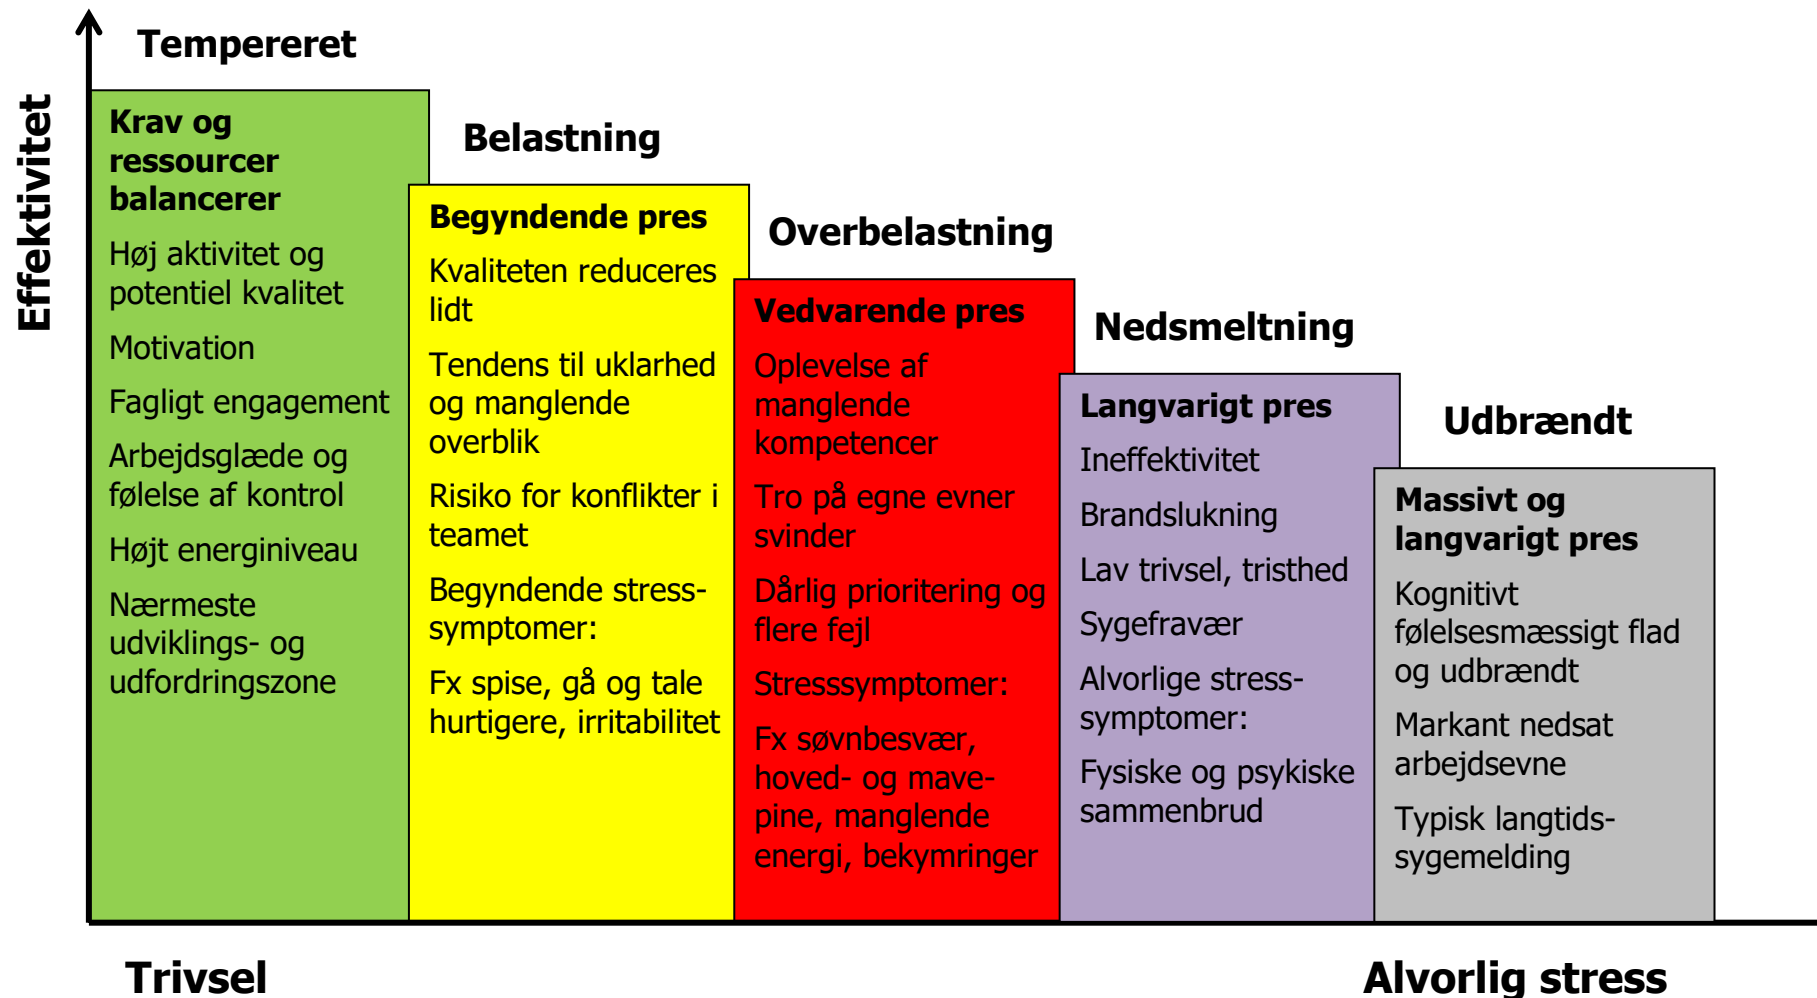 Effektivitet
Tempereret
Krav og
ressourcer
balancerer
Høj aktivitet og
potentiel kvalitet
Motivation
Fagligt engagement
Arbejdsglæde og
følelse af kontrol
Højt energiniveau
Nærmeste
udviklings- og
udfordringszone
Belastning
Begyndende pres
Kvaliteten reduceres
lidt
Tendens til uklarhed
og manglende
overblik
Risiko for konflikter i
teamet
Begyndende stress-
symptomer:
Fx spise, gå og tale
hurtigere, irritabilitet
Overbelastning
Vedvarende pres
Oplevelse af
manglende
kompetencer
Tro på egne evner
svinder
Dårlig prioritering og
flere fejl
Stresssymptomer:
Fx søvnbesvær,
hoved- og mave-
pine, manglende
energi, bekymringer
Nedsmeltning
Langvarigt pres
Ineffektivitet
Brandslukning
Lav trivsel, tristhed
Sygefravær
Alvorlige stress-
symptomer:
Fysiske og psykiske
sammenbrud
Udbrændt
Massivt og
langvarigt pres
Kognitivt
følelsesmæssigt flad
og udbrændt
Markant nedsat
arbejdsevne
Typisk langtids-
sygemelding
Trivsel
Alvorlig stress